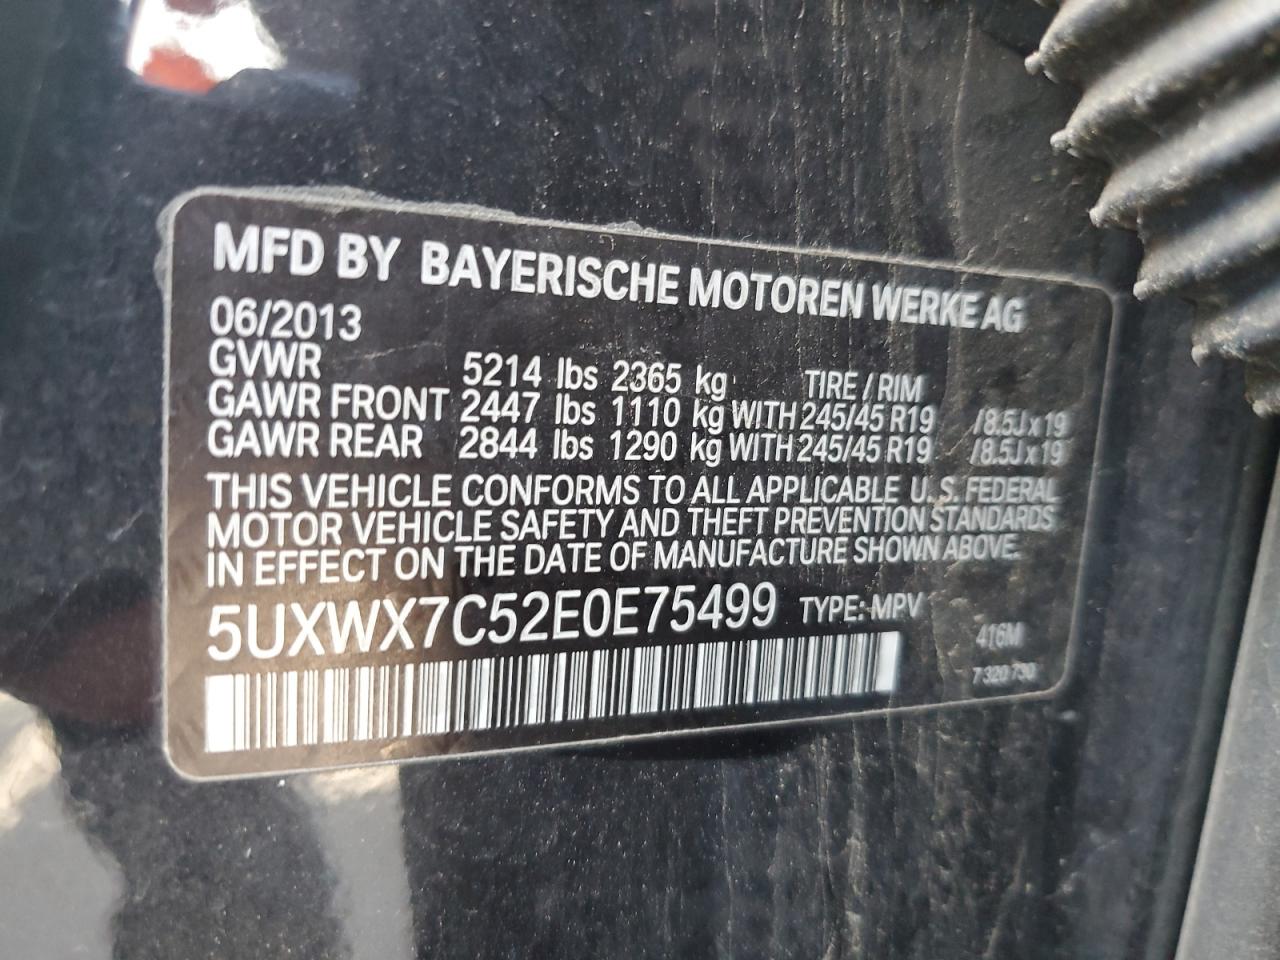 MFD BY BAYERISCHE MOTOREN WERKE AG
06/2013
GVWR 5214 lbs 2365 kg TIRE / RIM
GAWR FRONT 2447 lbs 1110 kg WITH 245/45 R19 /8.5J x 19
GAWR REAR 2844 lbs 1290 kg WITH 245/45 R19 /8.5J x 19
THIS VEHICLE CONFORMS TO ALL APPLICABLE U.S. FEDERAL
MOTOR VEHICLE SAFETY AND THEFT PREVENTION STANDARDS
IN EFFECT ON THE DATE OF MANUFACTURE SHOWN ABOVE.
5UXWX7C52E0E75499 TYPE: MPV
416M
7 320 730